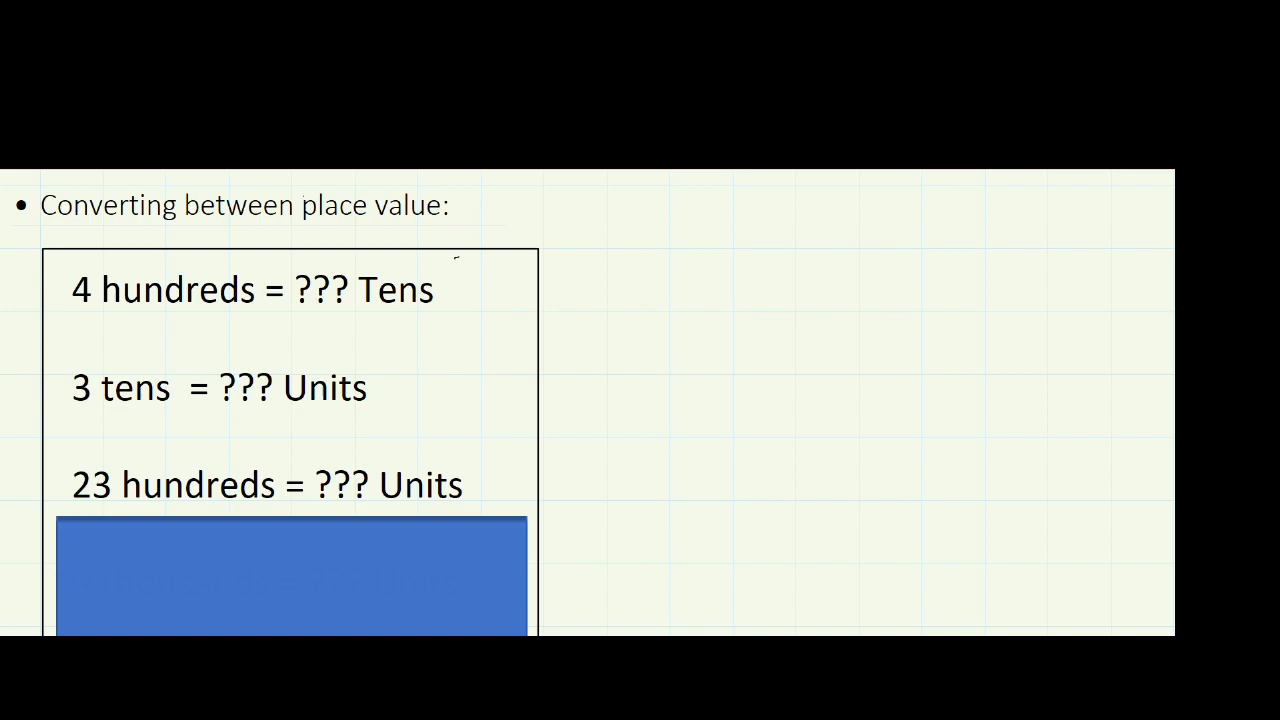 • Converting between place value:
4 hundreds = ??? Tens
3 tens = ??? Units
23 hundreds = ??? Units